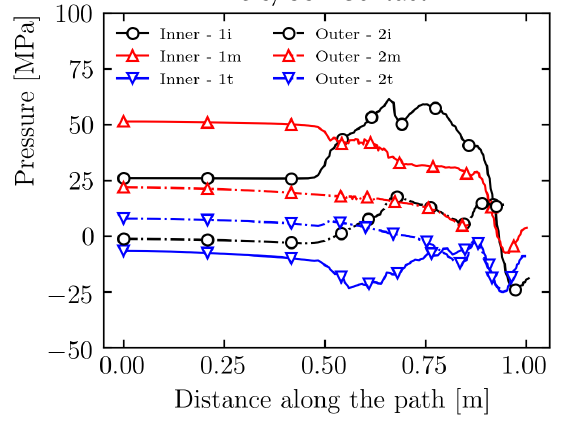 Inner - 1i
Outer - 2i
Inner - 1m
Outer - 2m
Inner - 1t
Outer - 2t
100
75
50
25
0
−25
−50
Pressure [MPa]
0.00
0.25
0.50
0.75
1.00
Distance along the path [m]